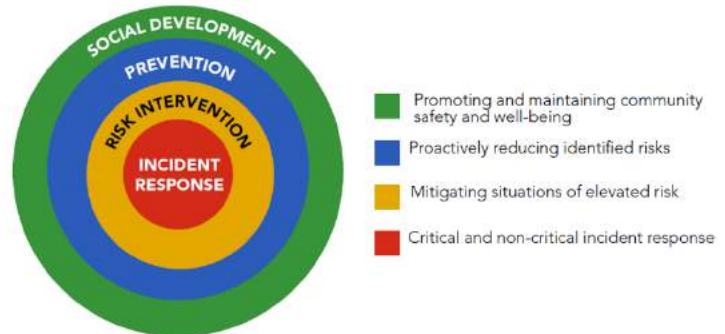 SOCIAL DEVELOPMENT
PREVENTION
RISK INTERVENTION
INCIDENT
RESPONSE
Promoting and maintaining community
safety and well-being
Proactively reducing identified risks
Mitigating situations of elevated risk
Critical and non-critical incident response